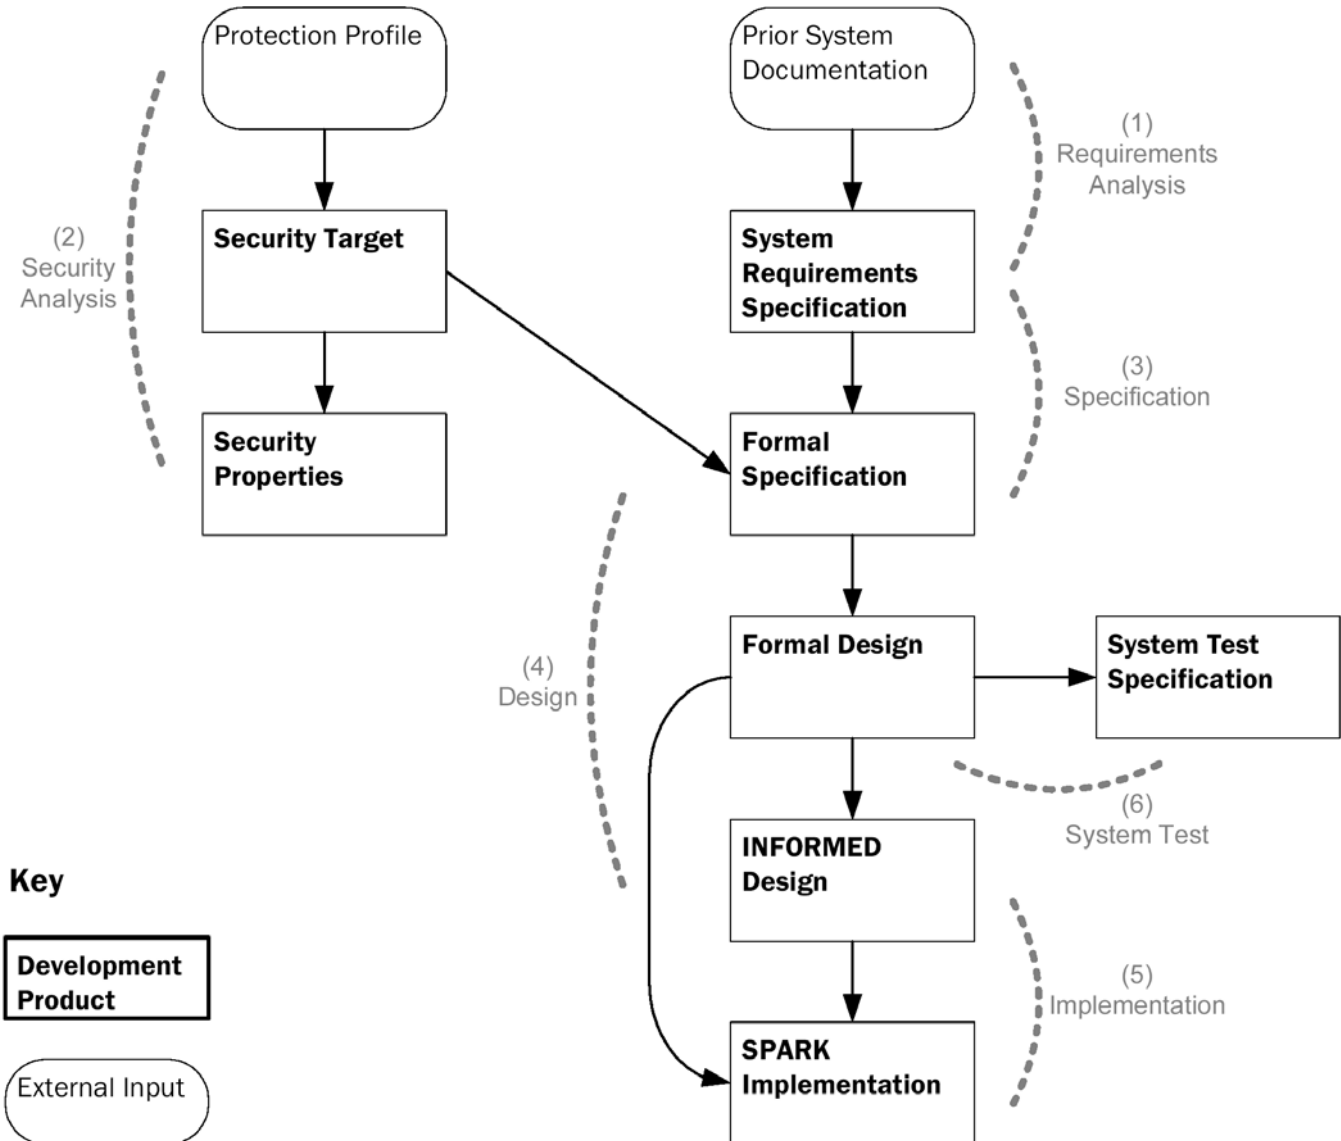 Protection Profile
Prior System
Documentation
(1)
Requirements
Analysis
(2)
Security
Analysis
Security Target
System
Requirements
Specification
(3)
Specification
Security
Properties
Formal
Specification
(4)
Design
Formal Design
System Test
Specification
(6)
System Test
INFORMED
Design
(5)
Implementation
SPARK
Implementation
Key
Development
Product
External Input